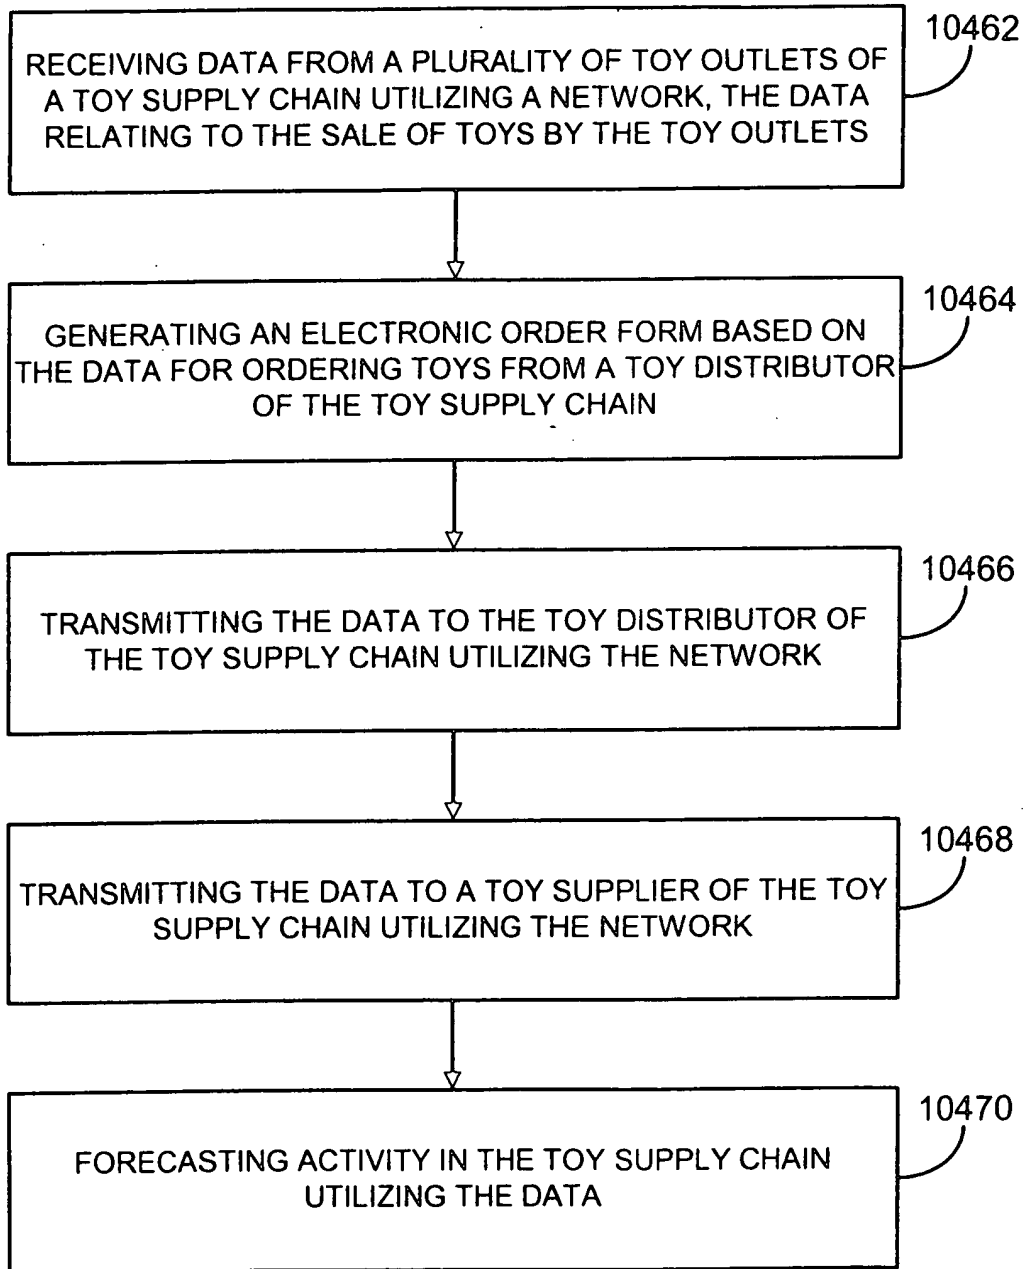 10462
RECEIVING DATA FROM A PLURALITY OF TOY OUTLETS OF
A TOY SUPPLY CHAIN UTILIZING A NETWORK, THE DATA
RELATING TO THE SALE OF TOYS BY THE TOY OUTLETS
10464
GENERATING AN ELECTRONIC ORDER FORM BASED ON
THE DATA FOR ORDERING TOYS FROM A TOY DISTRIBUTOR
OF THE TOY SUPPLY CHAIN
10466
TRANSMITTING THE DATA TO THE TOY DISTRIBUTOR OF
THE TOY SUPPLY CHAIN UTILIZING THE NETWORK
10468
TRANSMITTING THE DATA TO A TOY SUPPLIER OF THE TOY
SUPPLY CHAIN UTILIZING THE NETWORK
10470
FORECASTING ACTIVITY IN THE TOY SUPPLY CHAIN
UTILIZING THE DATA